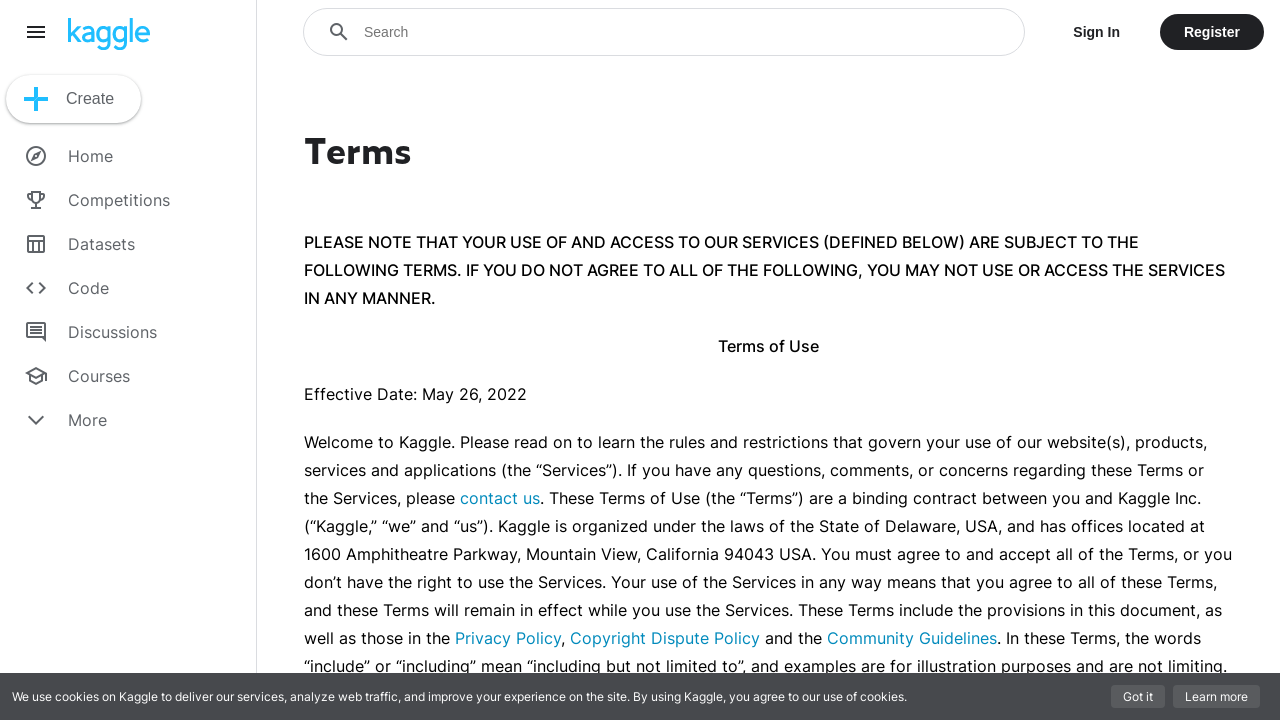 kaggle
Search
Sign In
Register
Create
Home
Competitions
Datasets
Code
Discussions
Courses
More
Terms
PLEASE NOTE THAT YOUR USE OF AND ACCESS TO OUR SERVICES (DEFINED BELOW) ARE SUBJECT TO THE
FOLLOWING TERMS. IF YOU DO NOT AGREE TO ALL OF THE FOLLOWING, YOU MAY NOT USE OR ACCESS THE SERVICES
IN ANY MANNER.
Terms of Use
Effective Date: May 26, 2022
Welcome to Kaggle. Please read on to learn the rules and restrictions that govern your use of our website(s), products,
services and applications (the “Services”). If you have any questions, comments, or concerns regarding these Terms or
the Services, please contact us. These Terms of Use (the “Terms”) are a binding contract between you and Kaggle Inc.
(“Kaggle,” “we” and “us”). Kaggle is organized under the laws of the State of Delaware, USA, and has offices located at
1600 Amphitheatre Parkway, Mountain View, California 94043 USA. You must agree to and accept all of the Terms, or you
don’t have the right to use the Services. Your use of the Services in any way means that you agree to all of these Terms,
and these Terms will remain in effect while you use the Services. These Terms include the provisions in this document, as
well as those in the Privacy Policy, Copyright Dispute Policy and the Community Guidelines. In these Terms, the words
“include” or “including” mean “including but not limited to”, and examples are for illustration purposes and are not limiting.
We use cookies on Kaggle to deliver our services, analyze web traffic, and improve your experience on the site. By using Kaggle, you agree to our use of cookies.
Got it
Learn more